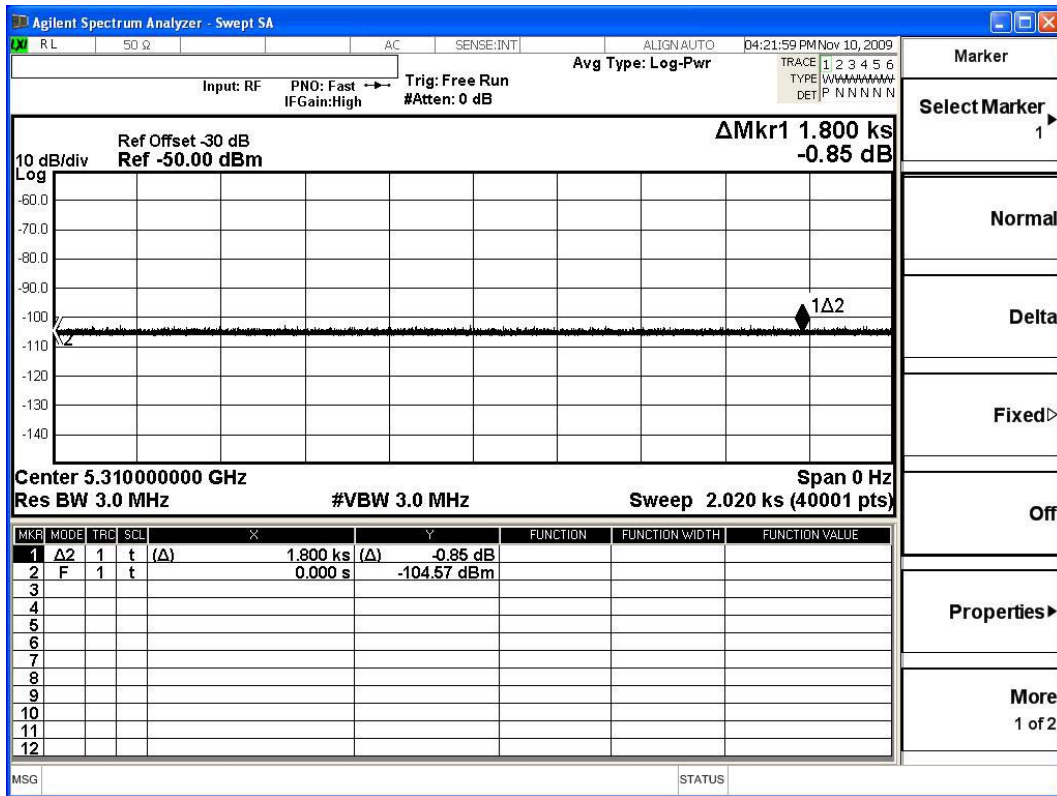 Agilent Spectrum Analyzer - Swept SA
LXI RL 50 Ω AC SENSE:INT ALIGN AUTO 04:21:59 PM Nov 10, 2009
Input: RF PNO: Fast IFGain:High Trig: Free Run #Atten: 0 dB Avg Type: Log-Pwr
TRACE 1 2 3 4 5 6
TYPE WWWWWW
DET P N N N N N
ΔMkr1 1.800 ks
-0.85 dB
Ref Offset -30 dB
10 dB/div Ref -50.00 dBm
Log
-60.0
-70.0
-80.0
-90.0
-100
-110
-120
-130
-140
1Δ2
2
Center 5.310000000 GHz Span 0 Hz
Res BW 3.0 MHz #VBW 3.0 MHz Sweep 2.020 ks (40001 pts)
MKR MODE TRC SCL X Y FUNCTION FUNCTION WIDTH FUNCTION VALUE
1 Δ2 1 t (Δ) 1.800 ks (Δ) -0.85 dB
2 F 1 t 0.000 s -104.57 dBm
3
4
5
6
7
8
9
10
11
12
MSG STATUS
Marker
Select Marker
1
Normal
Delta
Fixed
Off
Properties
More
1 of 2